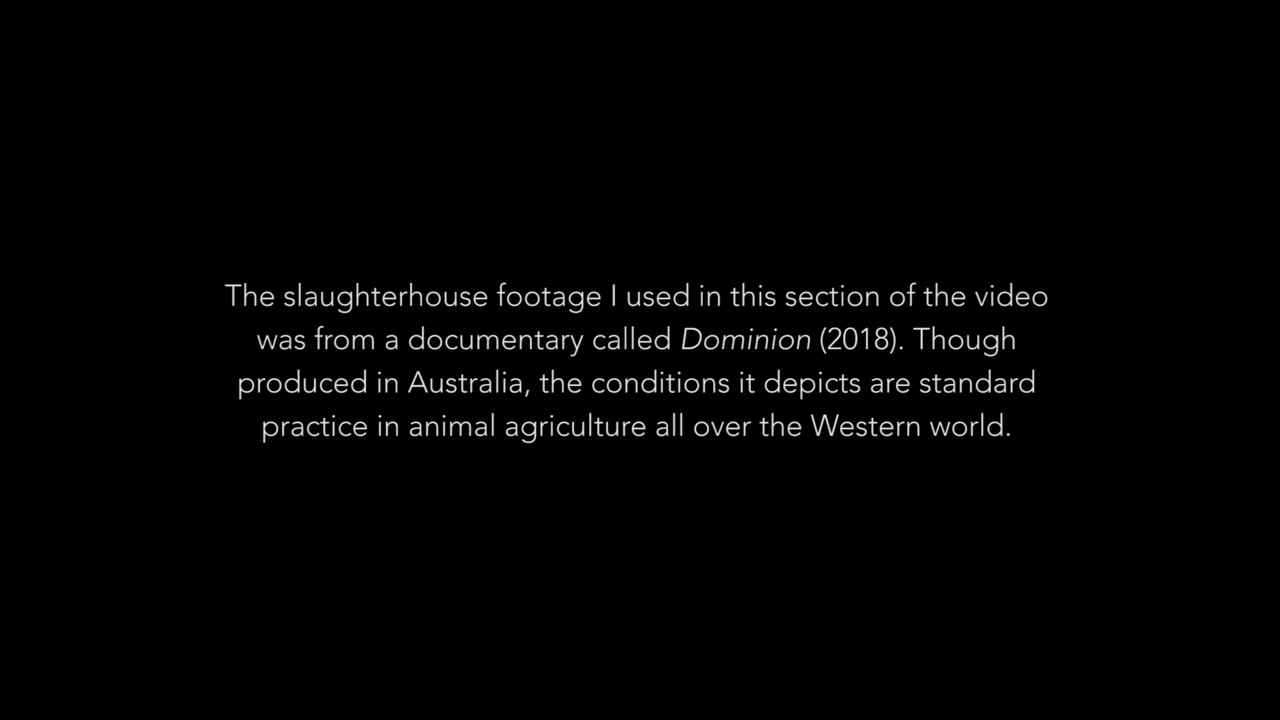 The slaughterhouse footage I used in this section of the video
was from a documentary called Dominion (2018). Though
produced in Australia, the conditions it depicts are standard
practice in animal agriculture all over the Western world.